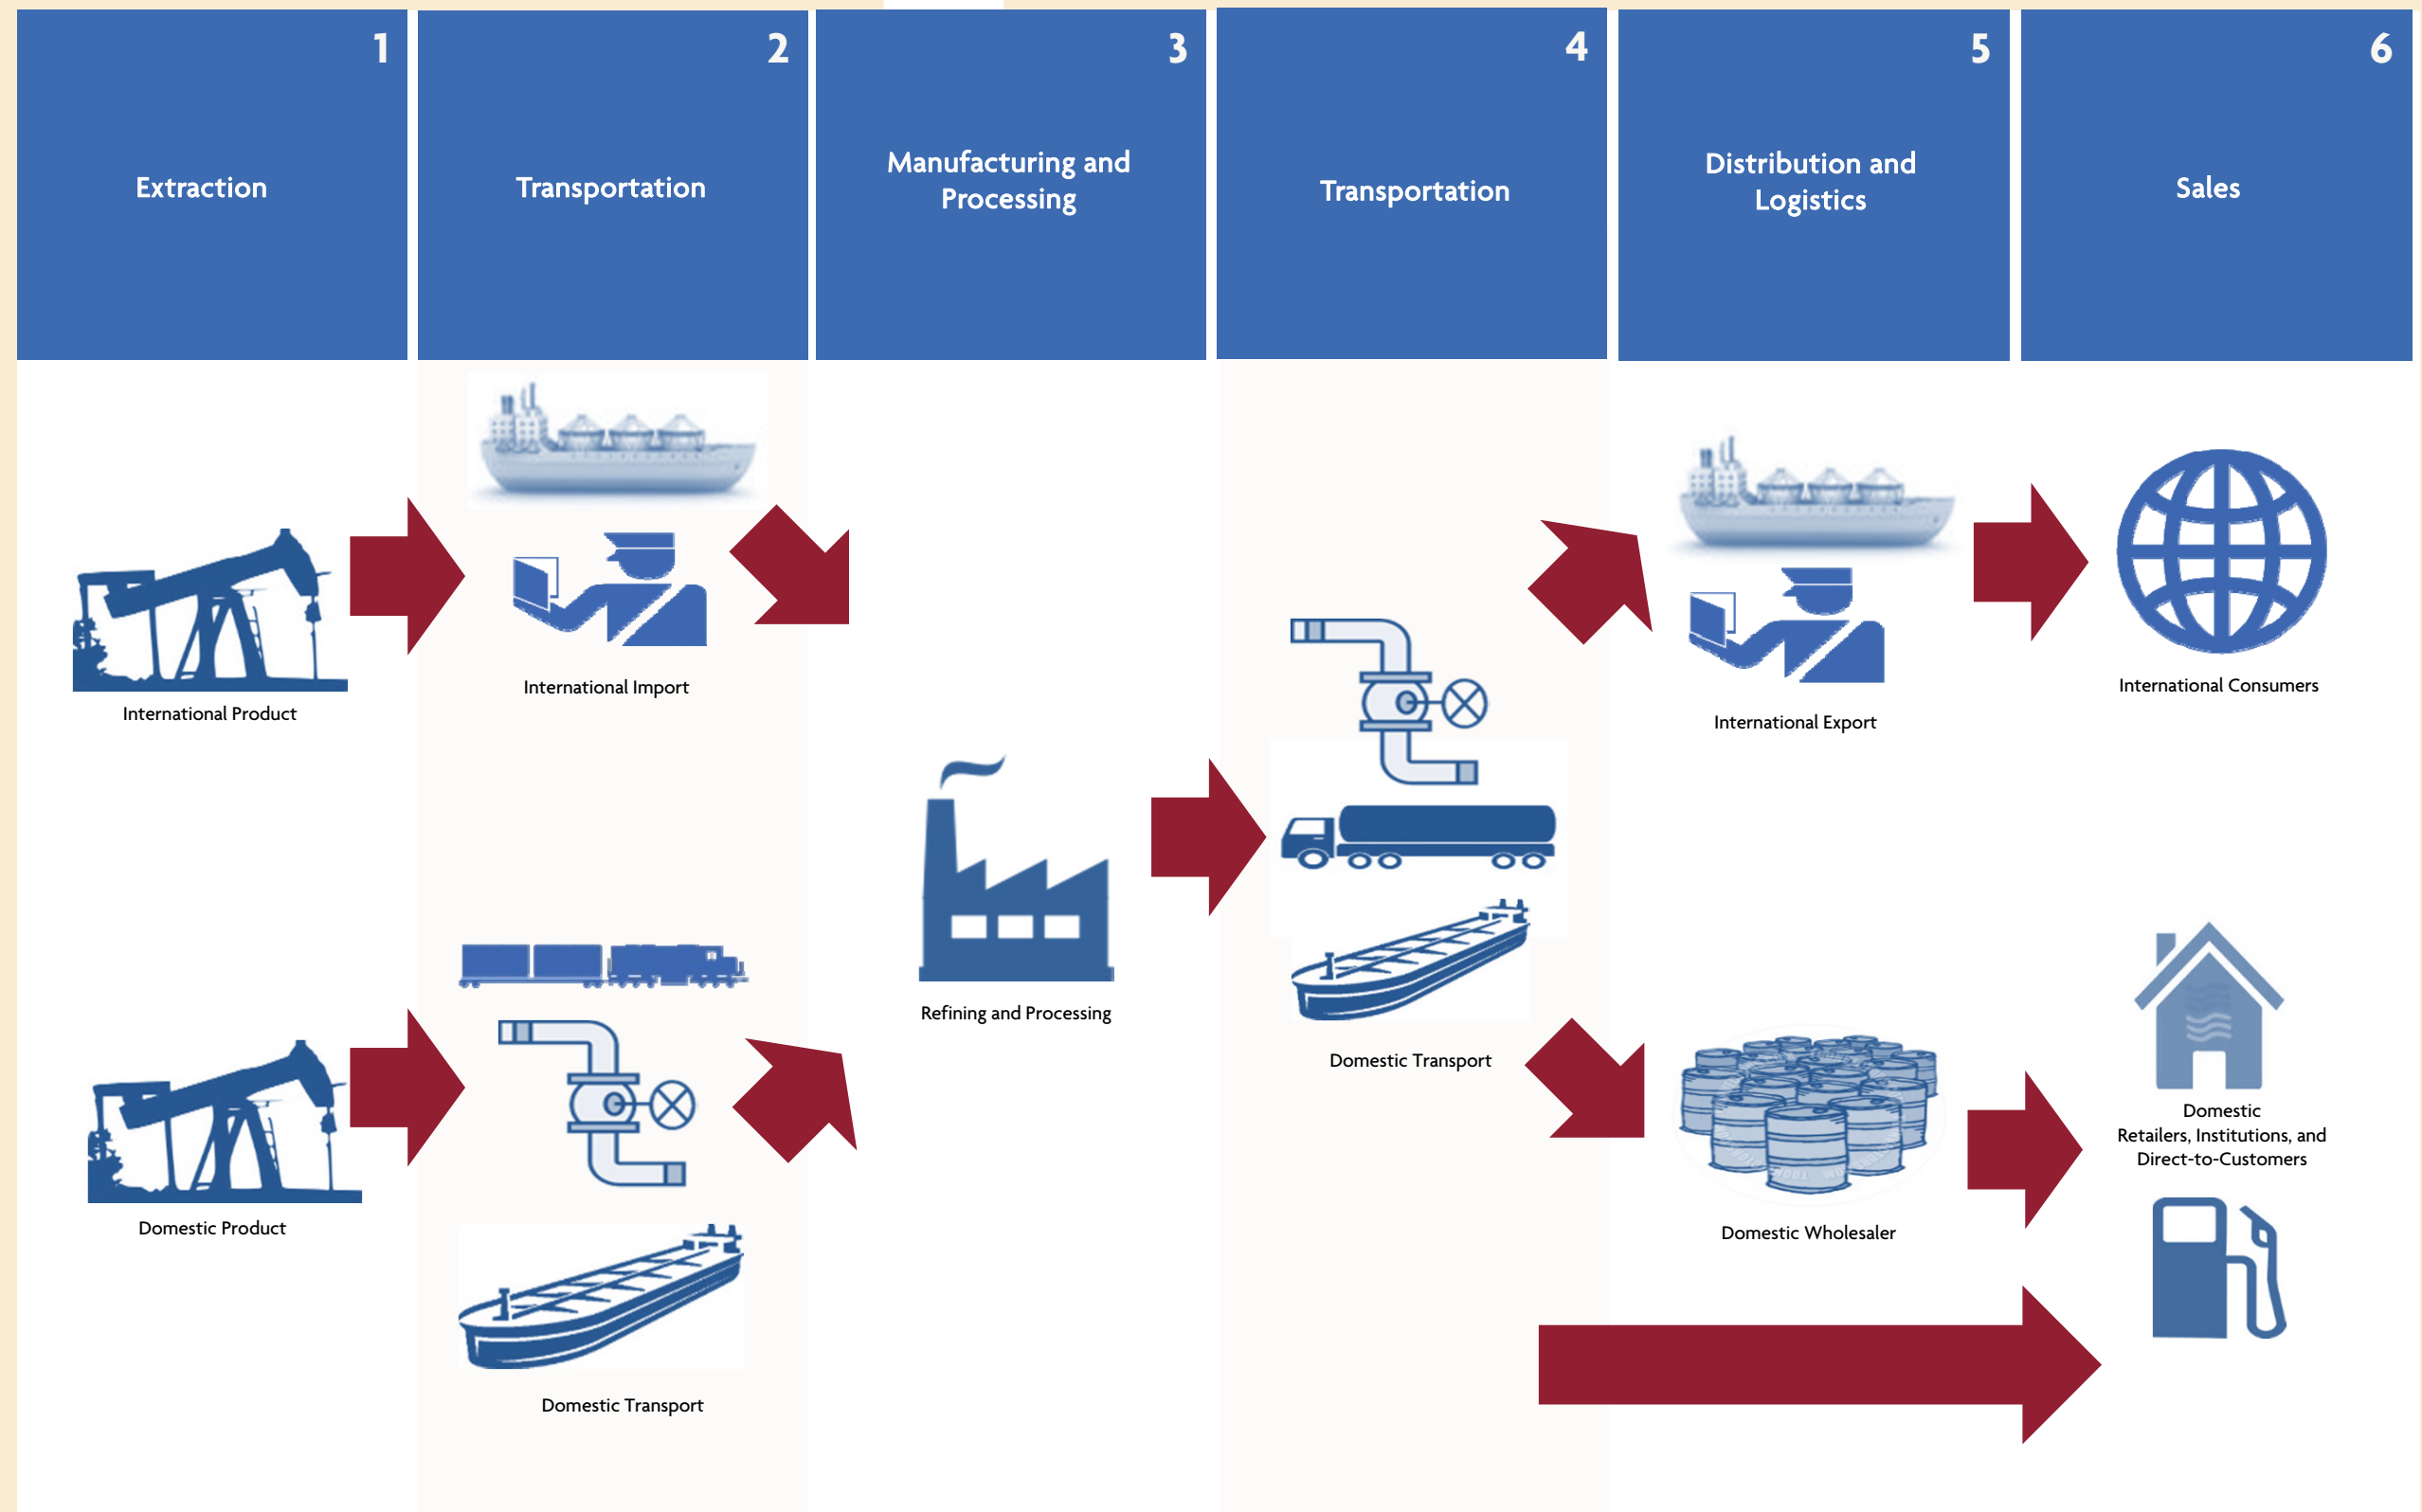 1
Extraction
2
Transportation
3
Manufacturing and
Processing
4
Transportation
5
Distribution and
Logistics
6
Sales
International Product
International Import
International Export
International Consumers
Refining and Processing
Domestic Transport
Domestic
Retailers, Institutions, and
Direct-to-Customers
Domestic Product
Domestic Wholesaler
Domestic Transport